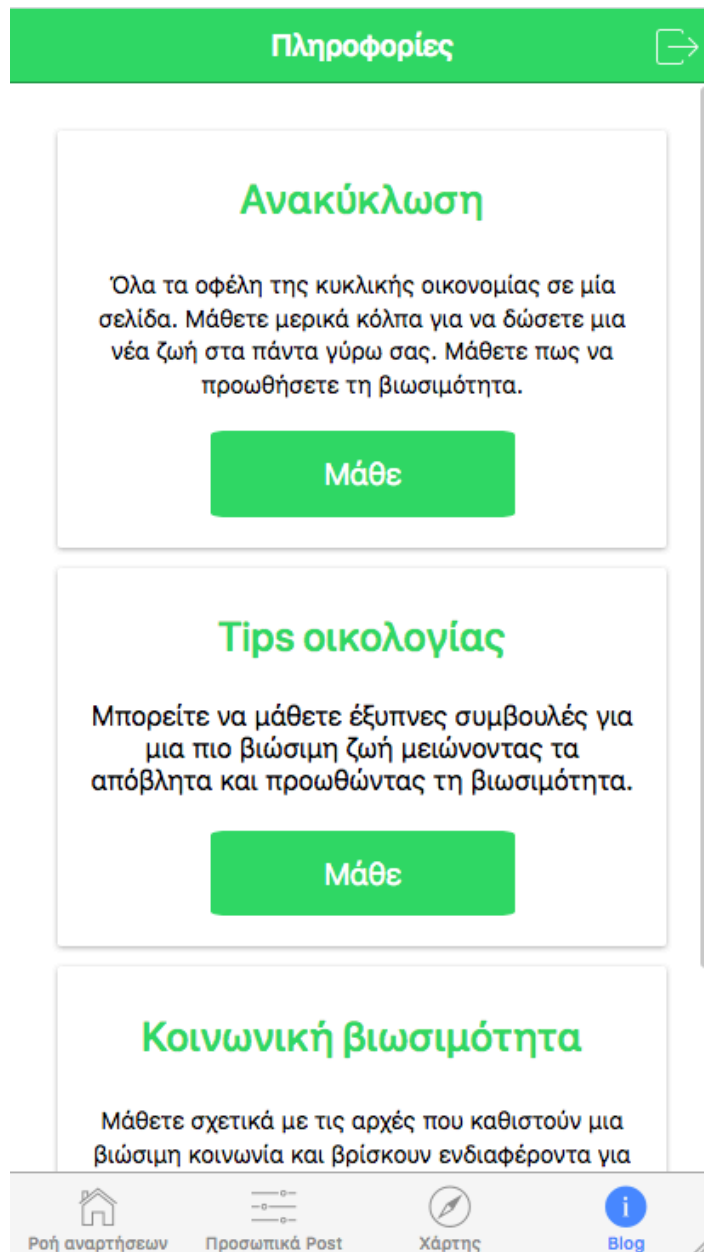 Πληροφορίες
Ανακύκλωση
Όλα τα οφέλη της κυκλικής οικονομίας σε μία
σελίδα. Μάθετε μερικά κόλπα για να δώσετε μια
νέα ζωή στα πάντα γύρω σας. Μάθετε πως να
προωθήσετε τη βιωσιμότητα.
Μάθε
Tips οικολογίας
Μπορείτε να μάθετε έξυπνες συμβουλές για
μια πιο βιώσιμη ζωή μειώνοντας τα
απόβλητα και προωθώντας τη βιωσιμότητα.
Μάθε
Κοινωνική βιωσιμότητα
Μάθετε σχετικά με τις αρχές που καθιστούν μια
βιώσιμη κοινωνία και βρίσκουν ενδιαφέροντα για
Ροή αναρτήσεων Προσωπικά Post Χάρτης Blog